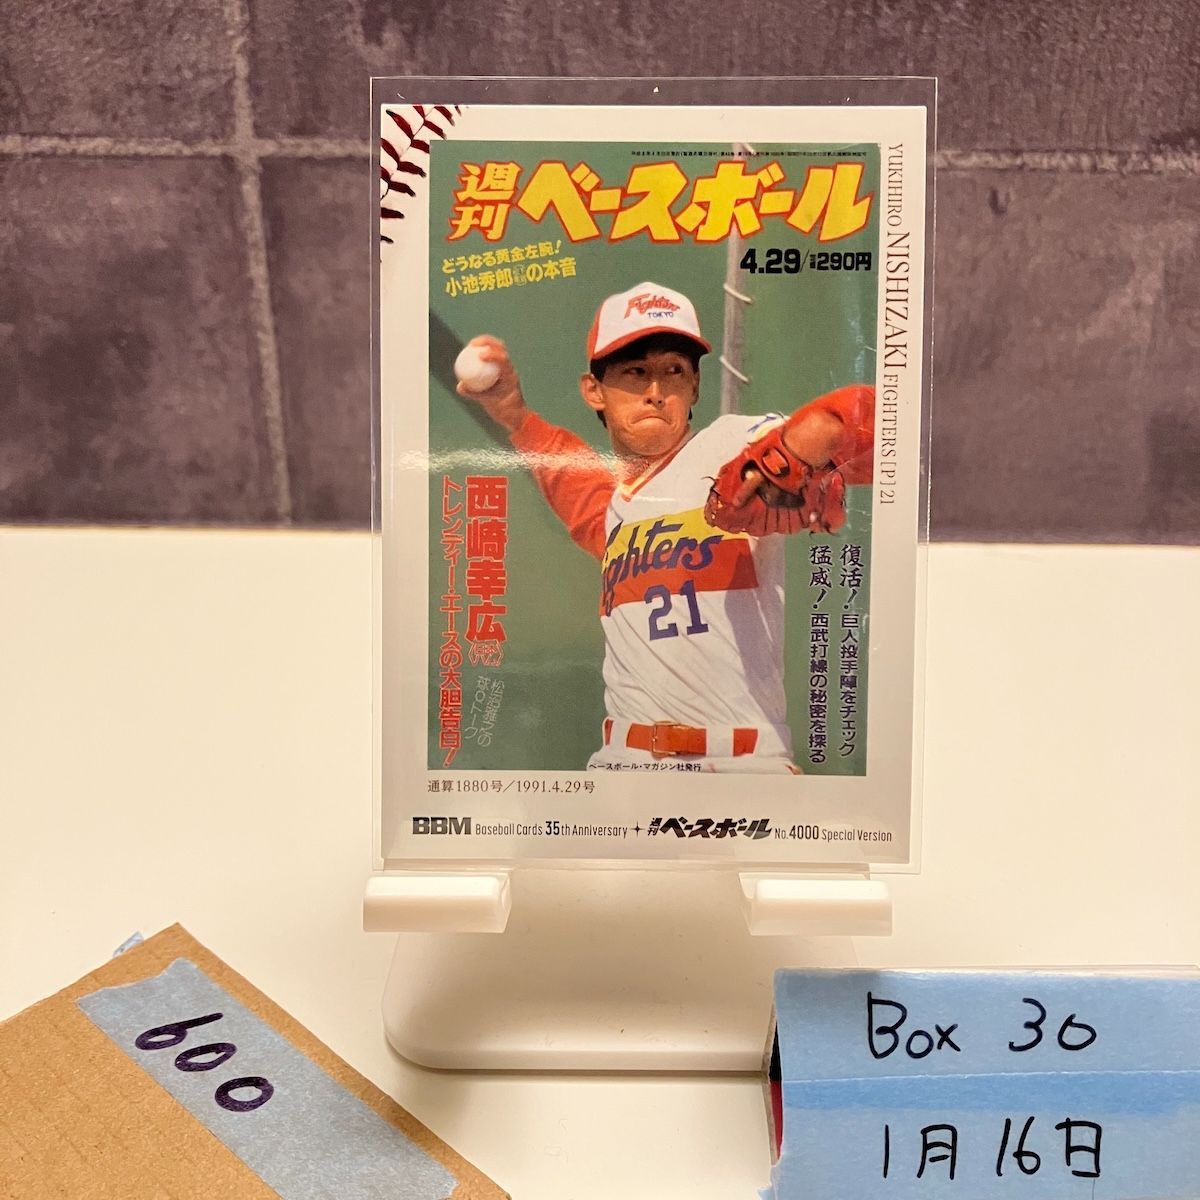 週刊ベースボール
4.29/290円
どうなる黄金左腕!
小池秀郎の本音
Fighters
TOKYO
YUKIHIRO NISHIZAKI FIGHTERS [P] 21
Fighters
21
復活!巨人投手陣をチェック
猛威!西武打線の秘密を探る
西崎幸広
トレンディー・エースの大胆告白!
ベースボール・マガジン社発行
通算1880号/1991.4.29号
BBM Baseball Cards 35th Anniversary 週刊ベースボール No.4000 Special Version
600
Box 30
1月16日